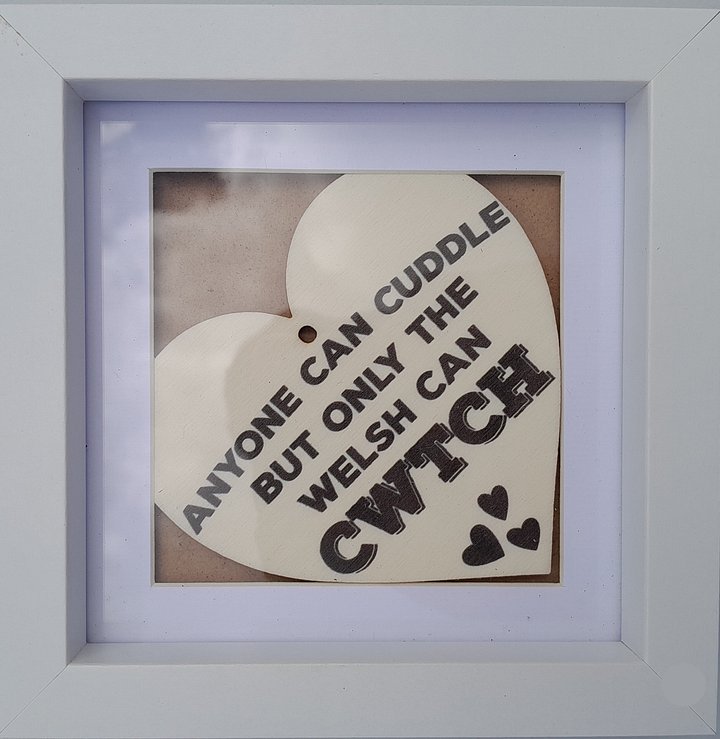 ANYONE CAN CUDDLE
BUT ONLY THE
WELSH CAN
CWTCH